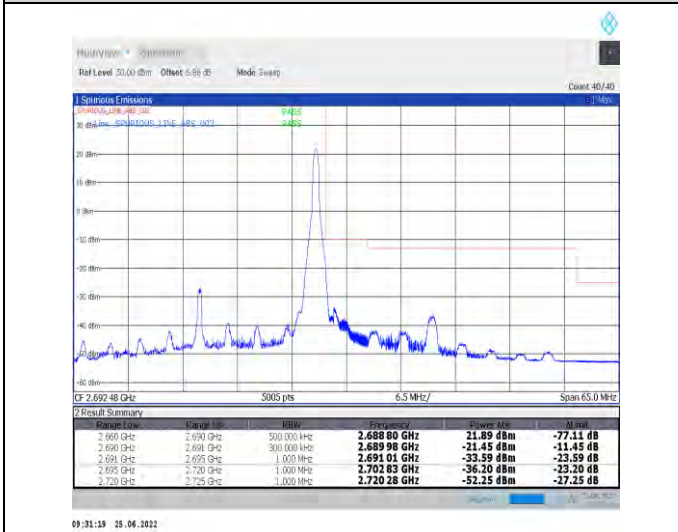 MultiView Spectrum
Ref Level 30.00 dBm Offset 6.86 dB Mode Sweep
Count 40/40
1 Spurious Emissions
SPURIOUS_LINE_ABS_002 PASS
Line _SPURIOUS_LINE_ABS_002 PASS
30 dBm
20 dBm
10 dBm
0 dBm
-10 dBm
-20 dBm
-30 dBm
-40 dBm
-60 dBm
CF 2.692 48 GHz 5005 pts 6.5 MHz/ Span 65.0 MHz
2 Result Summary
Range Low Range Up RBW Frequency Power Abs ΔLimit
2.660 GHz 2.690 GHz 500.000 kHz 2.688 80 GHz 21.89 dBm -77.11 dB
2.690 GHz 2.691 GHz 300.000 kHz 2.689 98 GHz -21.45 dBm -11.45 dB
2.691 GHz 2.695 GHz 1.000 MHz 2.691 01 GHz -33.59 dBm -23.59 dB
2.695 GHz 2.720 GHz 1.000 MHz 2.702 83 GHz -36.20 dBm -23.20 dB
2.720 GHz 2.725 GHz 1.000 MHz 2.720 28 GHz -52.25 dBm -27.25 dB
09:31:19 25.06.2022